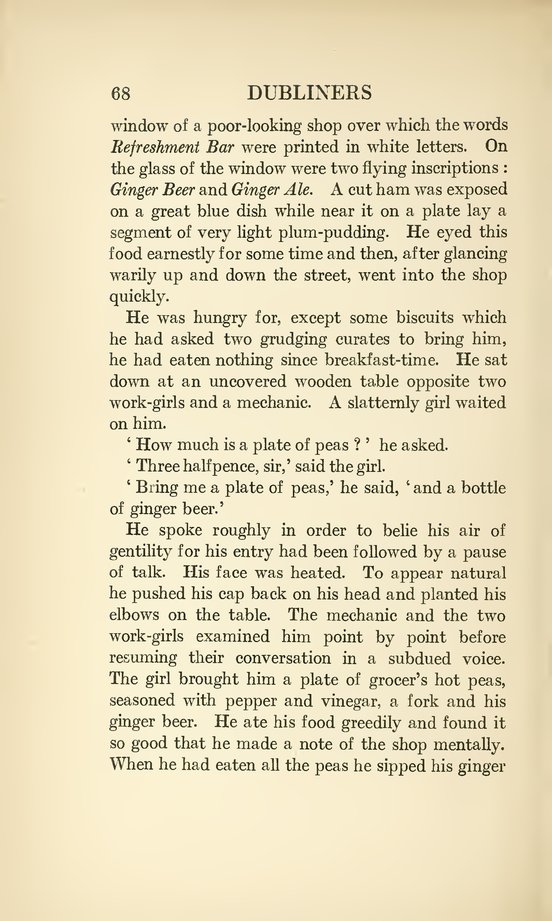 68 DUBLINERS
window of a poor-looking shop over which the words
Refreshment Bar were printed in white letters. On
the glass of the window were two flying inscriptions :
Ginger Beer and Ginger Ale. A cut ham was exposed
on a great blue dish while near it on a plate lay a
segment of very light plum-pudding. He eyed this
food earnestly for some time and then, after glancing
warily up and down the street, went into the shop
quickly.
He was hungry for, except some biscuits which
he had asked two grudging curates to bring him,
he had eaten nothing since breakfast-time. He sat
down at an uncovered wooden table opposite two
work-girls and a mechanic. A slatternly girl waited
on him.
‘ How much is a plate of peas ? ’ he asked.
‘ Three halfpence, sir,’ said the girl.
‘ Bring me a plate of peas,’ he said, ‘ and a bottle
of ginger beer.’
He spoke roughly in order to belie his air of
gentility for his entry had been followed by a pause
of talk. His face was heated. To appear natural
he pushed his cap back on his head and planted his
elbows on the table. The mechanic and the two
work-girls examined him point by point before
resuming their conversation in a subdued voice.
The girl brought him a plate of grocer’s hot peas,
seasoned with pepper and vinegar, a fork and his
ginger beer. He ate his food greedily and found it
so good that he made a note of the shop mentally.
When he had eaten all the peas he sipped his ginger